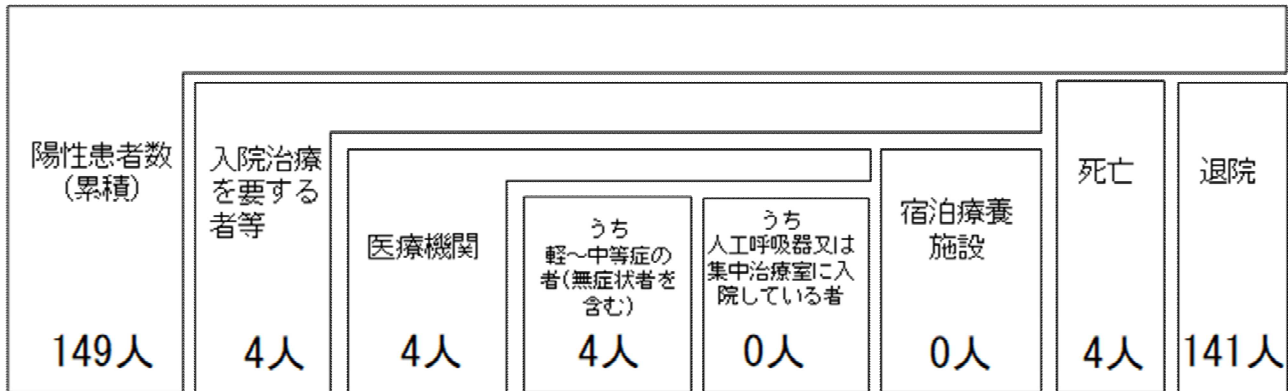 陽性患者数
(累積)
149人
入院治療
を要する
者等
4人
医療機関
4人
うち
軽～中等症の
者(無症状者を
含む)
4人
うち
人工呼吸器又は
集中治療室に入
院している者
0人
宿泊療養
施設
0人
死亡
4人
退院
141人